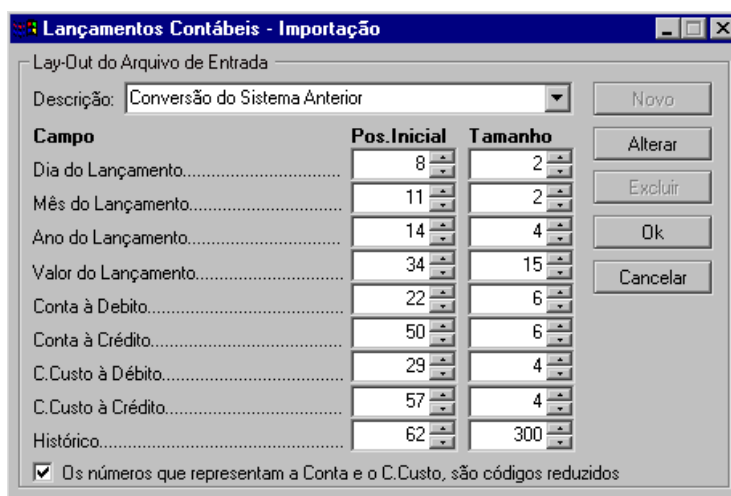 Lançamentos Contábeis - Importação
Lay-Out do Arquivo de Entrada
Descrição: Conversão do Sistema Anterior Novo
Campo Pos.Inicial Tamanho Alterar
Dia do Lançamento............................... 8 2
Mês do Lançamento.............................. 11 2 Excluir
Ano do Lançamento.............................. 14 4 Ok
Valor do Lançamento............................ 34 15 Cancelar
Conta à Debito..................................... 22 6
Conta à Crédito.................................... 50 6
C.Custo à Débito.................................. 29 4
C.Custo à Crédito................................. 57 4
Histórico............................................... 62 300
Os números que representam a Conta e o C.Custo, são códigos reduzidos